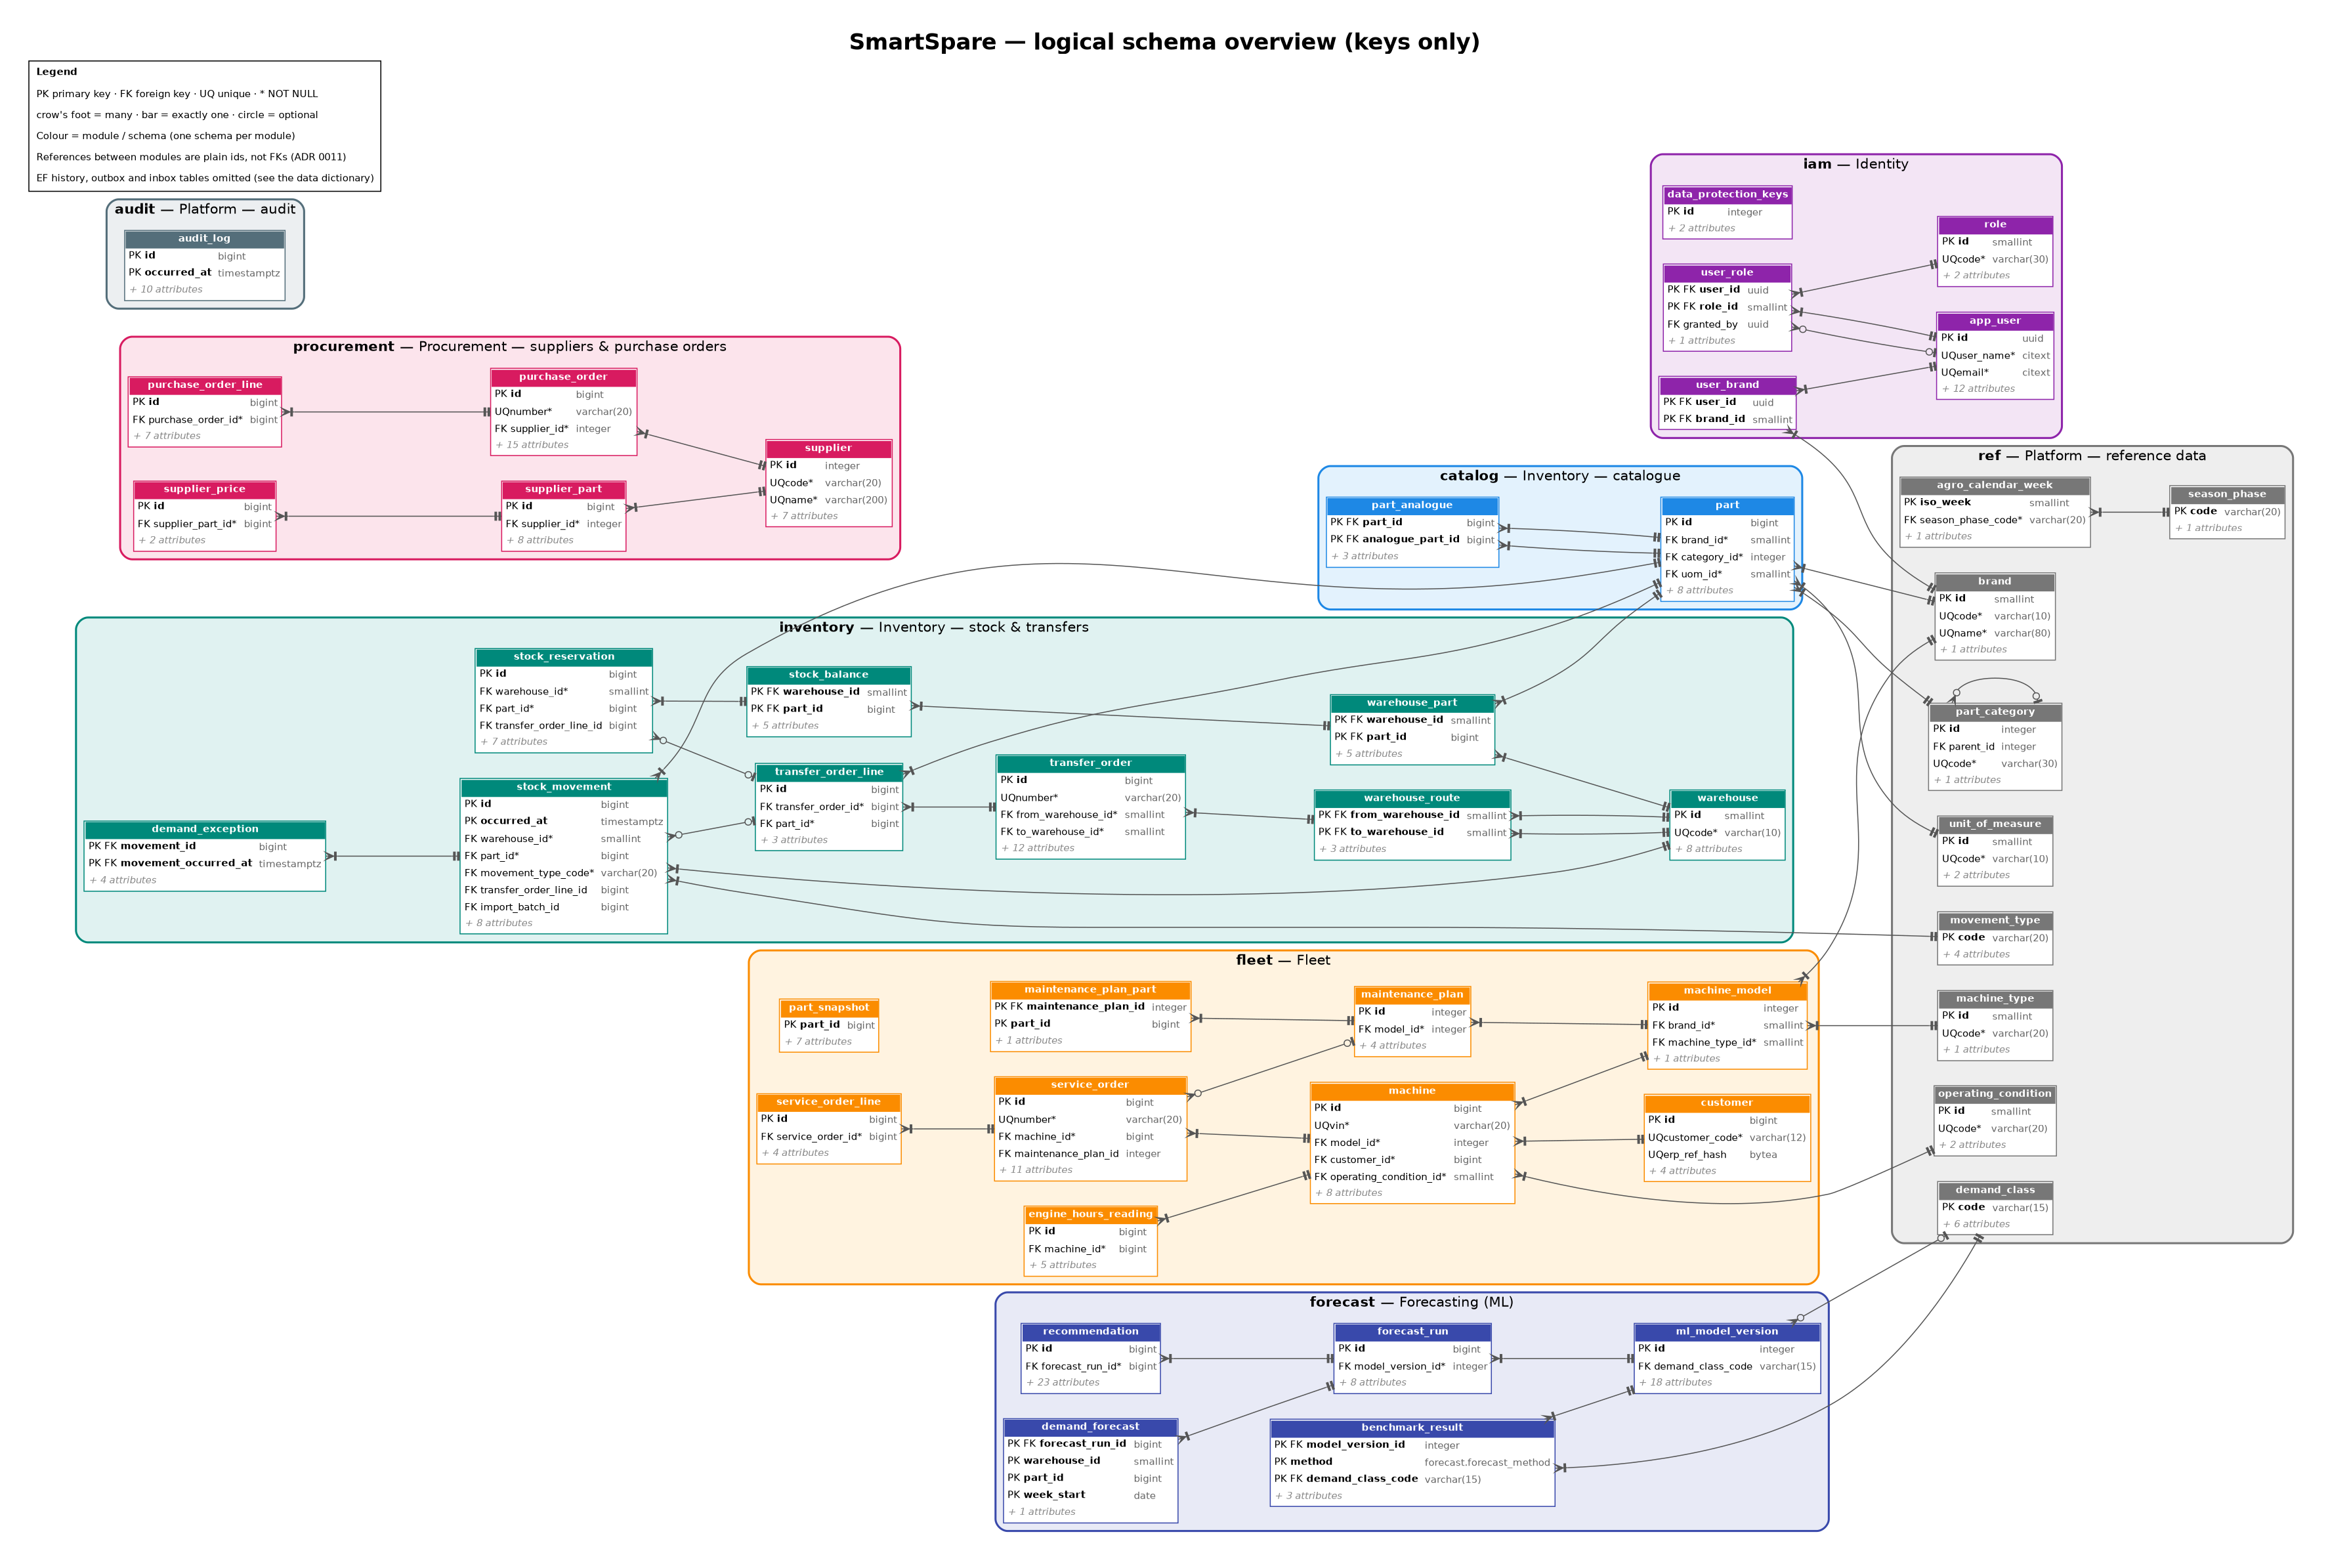 SmartSpare — logical schema overview (keys only)
Legend
PK primary key · FK foreign key · UQ unique · * NOT NULL
crow's foot = many · bar = exactly one · circle = optional
Colour = module / schema (one schema per module)
References between modules are plain ids, not FKs (ADR 0011)
EF history, outbox and inbox tables omitted (see the data dictionary)
audit — Platform — audit
audit_log
PK id bigint
PK occurred_at timestamptz
+ 10 attributes
iam — Identity
data_protection_keys
PK id integer
+ 2 attributes
role
PK id smallint
UQcode* varchar(30)
+ 2 attributes
user_role
PK FK user_id uuid
PK FK role_id smallint
FK granted_by uuid
+ 1 attributes
app_user
PK id uuid
UQuser_name* citext
UQemail* citext
+ 12 attributes
user_brand
PK FK user_id uuid
PK FK brand_id smallint
procurement — Procurement — suppliers & purchase orders
purchase_order_line
PK id bigint
FK purchase_order_id* bigint
+ 7 attributes
purchase_order
PK id bigint
UQnumber* varchar(20)
FK supplier_id* integer
+ 15 attributes
supplier
PK id integer
UQcode* varchar(20)
UQname* varchar(200)
+ 7 attributes
supplier_price
PK id bigint
FK supplier_part_id* bigint
+ 2 attributes
supplier_part
PK id bigint
FK supplier_id* integer
+ 8 attributes
catalog — Inventory — catalogue
part_analogue
PK FK part_id bigint
PK FK analogue_part_id bigint
+ 3 attributes
part
PK id bigint
FK brand_id* smallint
FK category_id* integer
FK uom_id* smallint
+ 8 attributes
ref — Platform — reference data
agro_calendar_week
PK iso_week smallint
FK season_phase_code* varchar(20)
+ 1 attributes
season_phase
PK code varchar(20)
+ 1 attributes
brand
PK id smallint
UQcode* varchar(10)
UQname* varchar(80)
+ 1 attributes
part_category
PK id integer
FK parent_id integer
UQcode* varchar(30)
+ 1 attributes
unit_of_measure
PK id smallint
UQcode* varchar(10)
+ 2 attributes
movement_type
PK code varchar(20)
+ 4 attributes
machine_type
PK id smallint
UQcode* varchar(20)
+ 1 attributes
operating_condition
PK id smallint
UQcode* varchar(20)
+ 2 attributes
demand_class
PK code varchar(15)
+ 6 attributes
inventory — Inventory — stock & transfers
stock_reservation
PK id bigint
FK warehouse_id* smallint
FK part_id* bigint
FK transfer_order_line_id bigint
+ 7 attributes
stock_balance
PK FK warehouse_id smallint
PK FK part_id bigint
+ 5 attributes
warehouse_part
PK FK warehouse_id smallint
PK FK part_id bigint
+ 5 attributes
demand_exception
PK FK movement_id bigint
PK FK movement_occurred_at timestamptz
+ 4 attributes
stock_movement
PK id bigint
PK occurred_at timestamptz
FK warehouse_id* smallint
FK part_id* bigint
FK movement_type_code* varchar(20)
FK transfer_order_line_id bigint
FK import_batch_id bigint
+ 8 attributes
transfer_order_line
PK id bigint
FK transfer_order_id* bigint
FK part_id* bigint
+ 3 attributes
transfer_order
PK id bigint
UQnumber* varchar(20)
FK from_warehouse_id* smallint
FK to_warehouse_id* smallint
+ 12 attributes
warehouse_route
PK FK from_warehouse_id smallint
PK FK to_warehouse_id smallint
+ 3 attributes
warehouse
PK id smallint
UQcode* varchar(10)
+ 8 attributes
fleet — Fleet
part_snapshot
PK part_id bigint
+ 7 attributes
maintenance_plan_part
PK FK maintenance_plan_id integer
PK part_id bigint
+ 1 attributes
maintenance_plan
PK id integer
FK model_id* integer
+ 4 attributes
machine_model
PK id integer
FK brand_id* smallint
FK machine_type_id* smallint
+ 1 attributes
service_order_line
PK id bigint
FK service_order_id* bigint
+ 4 attributes
service_order
PK id bigint
UQnumber* varchar(20)
FK machine_id* bigint
FK maintenance_plan_id integer
+ 11 attributes
machine
PK id bigint
UQvin* varchar(20)
FK model_id* integer
FK customer_id* bigint
FK operating_condition_id* smallint
+ 8 attributes
customer
PK id bigint
UQcustomer_code* varchar(12)
UQerp_ref_hash bytea
+ 4 attributes
engine_hours_reading
PK id bigint
FK machine_id* bigint
+ 5 attributes
forecast — Forecasting (ML)
recommendation
PK id bigint
FK forecast_run_id* bigint
+ 23 attributes
forecast_run
PK id bigint
FK model_version_id* integer
+ 8 attributes
ml_model_version
PK id integer
FK demand_class_code varchar(15)
+ 18 attributes
demand_forecast
PK FK forecast_run_id bigint
PK warehouse_id smallint
PK part_id bigint
PK week_start date
+ 1 attributes
benchmark_result
PK FK model_version_id integer
PK method forecast.forecast_method
PK FK demand_class_code varchar(15)
+ 3 attributes